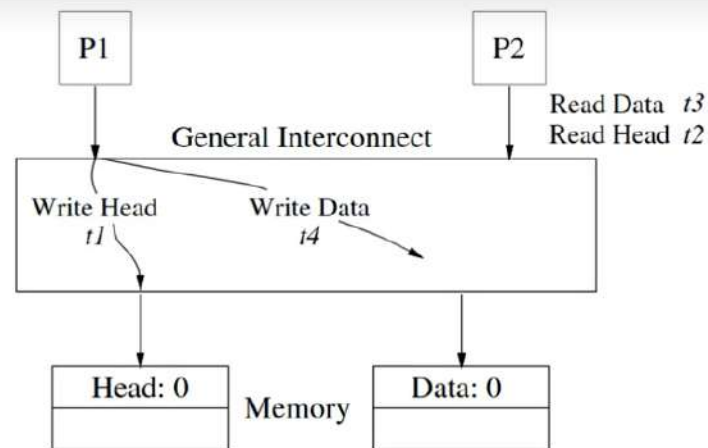 P1
P2
Read Data t3
Read Head t2
General Interconnect
Write Head
t1
Write Data
t4
Head: 0
Data: 0
Memory